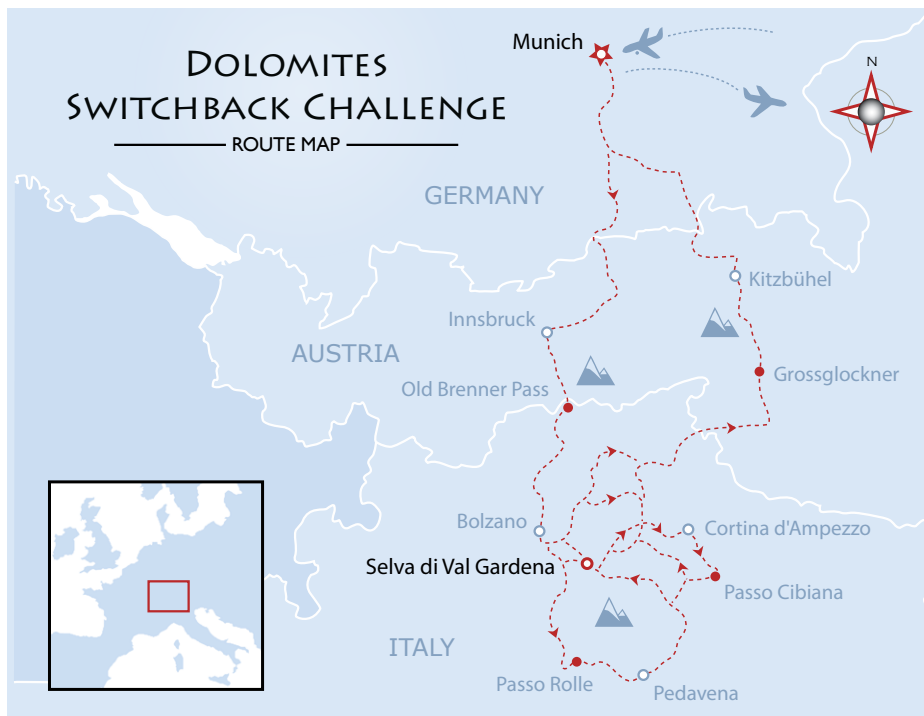 DOLOMITES
SWITCHBACK CHALLENGE
ROUTE MAP
Munich
N
GERMANY
Kitzbühel
Innsbruck
AUSTRIA
Grossglockner
Old Brenner Pass
Bolzano
Cortina d'Ampezzo
Selva di Val Gardena
Passo Cibiana
ITALY
Passo Rolle
Pedavena